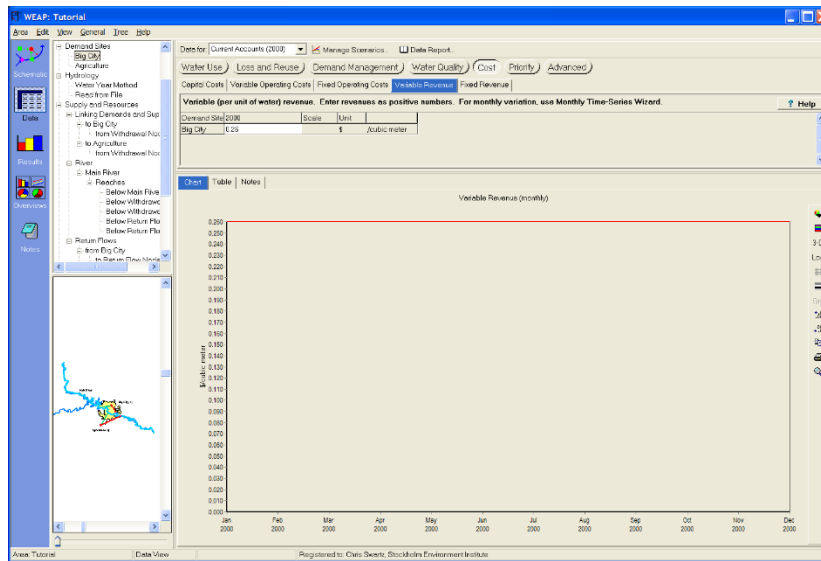 WEAP: Tutorial
Area Edit View General Tree Help
Schematic
Data
Results
Overviews
Notes
Demand Sites
Big City
Agriculture
Hydrology
Water Year Method
Read from File
Supply and Resources
Linking Demands and Sup
to Big City
from Withdrawal Noc
to Agriculture
from Withdrawal Noc
River
Main River
Reaches
Below Main Rive
Below Withdrawa
Below Withdrawa
Below Return Flo
Below Return Flo
Return Flows
from Big City
to Return Flow Node
Data for: Current Accounts (2000) Manage Scenarios... Data Report...
Water Use Loss and Reuse Demand Management Water Quality Cost Priority Advanced
Capital Costs Variable Operating Costs Fixed Operating Costs Variable Revenue Fixed Revenue
Variable (per unit of water) revenue. Enter revenues as positive numbers. For monthly variation, use Monthly Time-Series Wizard.
? Help
Demand Site 2000 Scale Unit
Big City 0.25 $ /cubic meter
Chart Table Notes
Variable Revenue (monthly)
$/cubic meter
0.260
0.250
0.240
0.230
0.220
0.210
0.200
0.190
0.180
0.170
0.160
0.150
0.140
0.130
0.120
0.110
0.100
0.090
0.080
0.070
0.060
0.050
0.040
0.030
0.020
0.010
0.000
Jan Feb Mar Apr May Jun Jul Aug Sep Oct Nov Dec
2000 2000 2000 2000 2000 2000 2000 2000 2000 2000 2000 2000
3-D
Area: Tutorial Data View Registered to: Chris Swartz, Stockholm Environment Institute